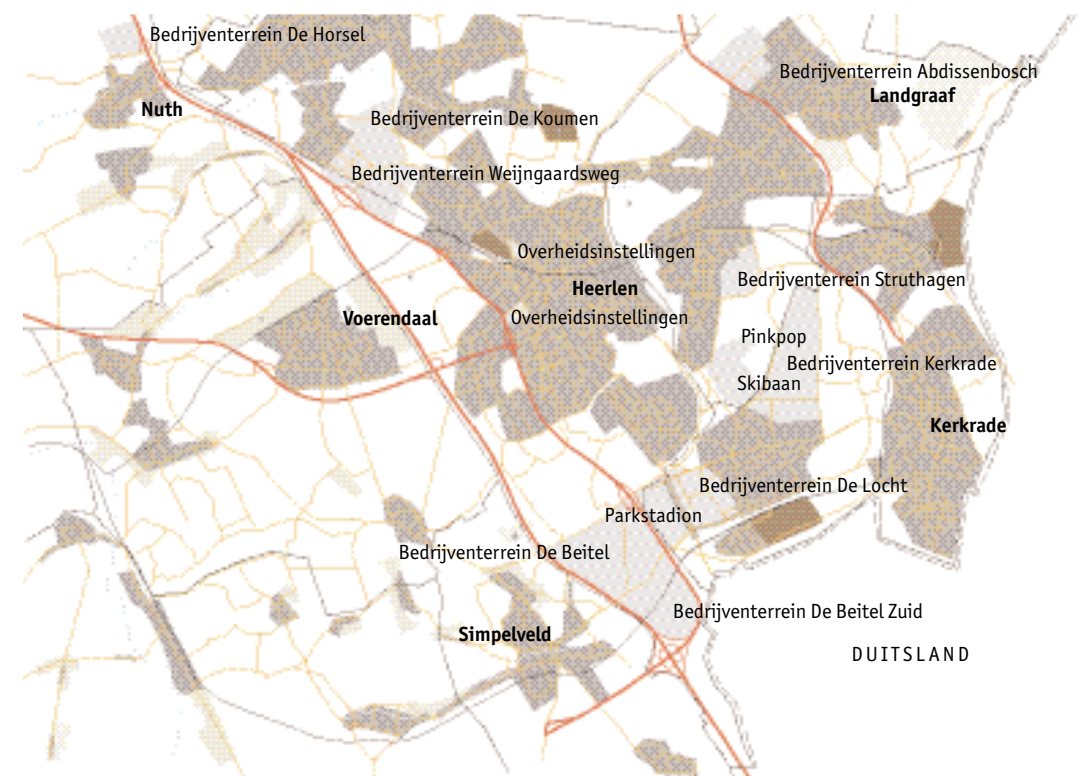 Bedrijventerrein De Horsel
Bedrijventerrein Abdissenbosch
Landgraaf
Nuth
Bedrijventerrein De Koumen
Bedrijventerrein Weijngaardsweg
Overheidsinstellingen
Bedrijventerrein Struthagen
Heerlen
Voerendaal
Overheidsinstellingen
Pinkpop
Bedrijventerrein Kerkrade
Skibaan
Kerkrade
Bedrijventerrein De Locht
Parkstadion
Bedrijventerrein De Beitel
Bedrijventerrein De Beitel Zuid
Simpelveld
DUITSLAND